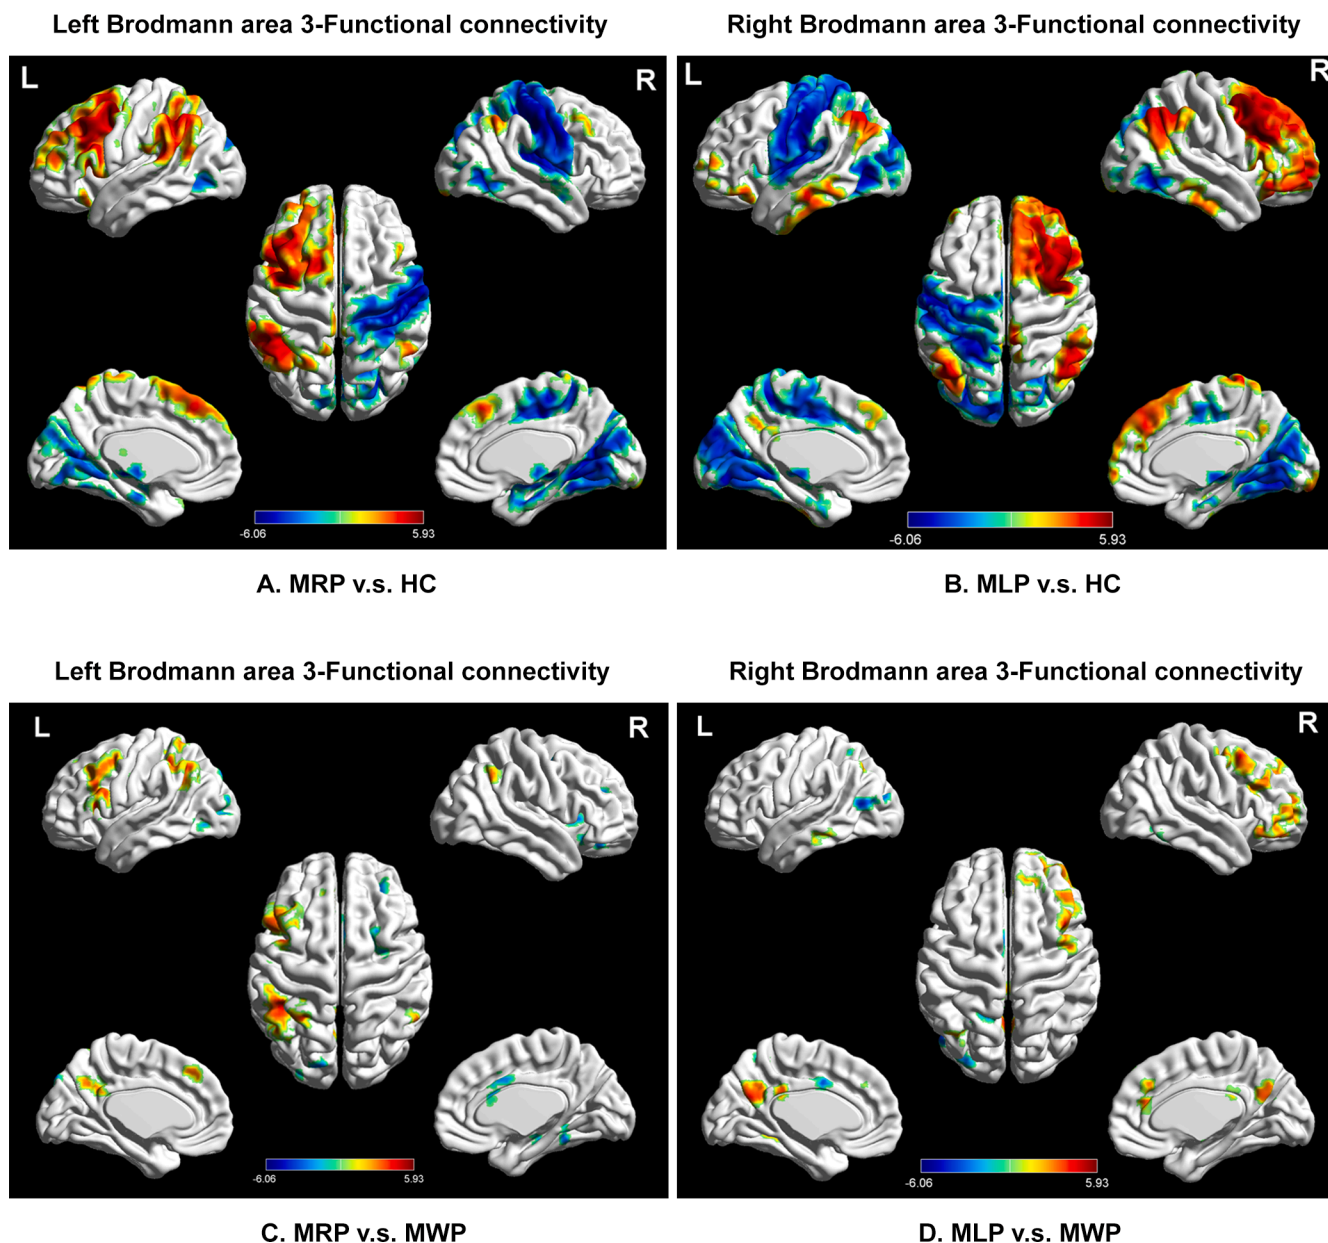 Left Brodmann area 3-Functional connectivity
Right Brodmann area 3-Functional connectivity
L
R
L
R
-6.06
5.93
-6.06
5.93
A. MRP v.s. HC
B. MLP v.s. HC
Left Brodmann area 3-Functional connectivity
Right Brodmann area 3-Functional connectivity
L
R
L
R
-6.06
5.93
-6.06
5.93
C. MRP v.s. MWP
D. MLP v.s. MWP